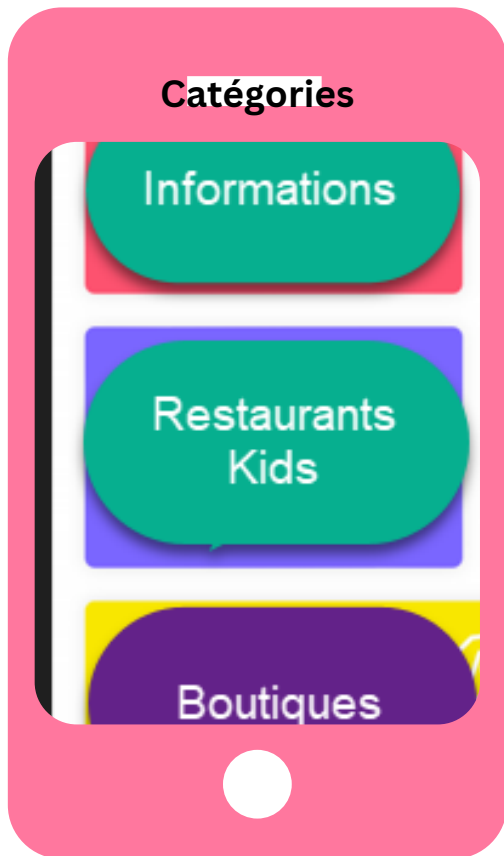 Catégories
Informations
Restaurants
Kids
Boutiques